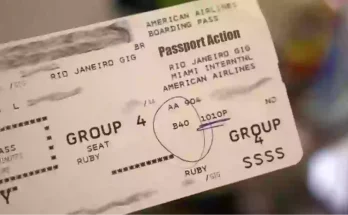 AMERICAN AIRLINES
BOARDING PASS
Passport Action
RIO JANEIRO GIG
BR
RIO JANEIRO GIG
MIAMI INTERNTNL
AMERICAN AIRLINES
L
AA 904
NO
ASS
B40
1010P
GROUP 4
SEAT
RUBY
GROUP
4
SSSS
RUBY
Y